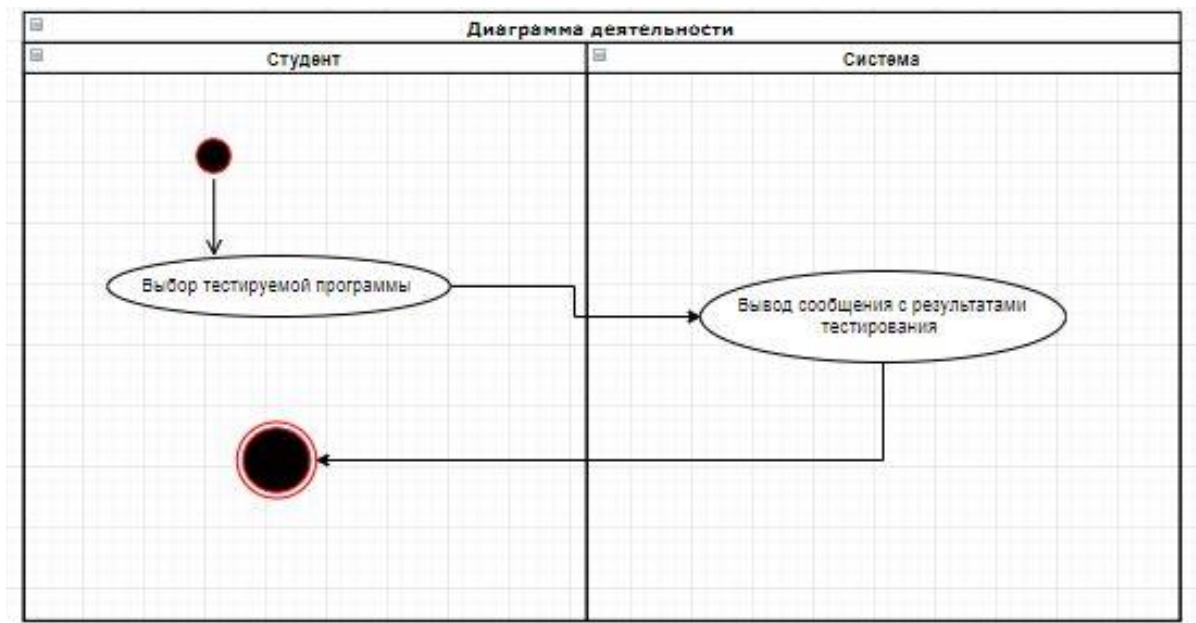 Диаграмма деятельности
Студент
Система
Выбор тестируемой программы
Вывод сообщения с результатами
тестирования